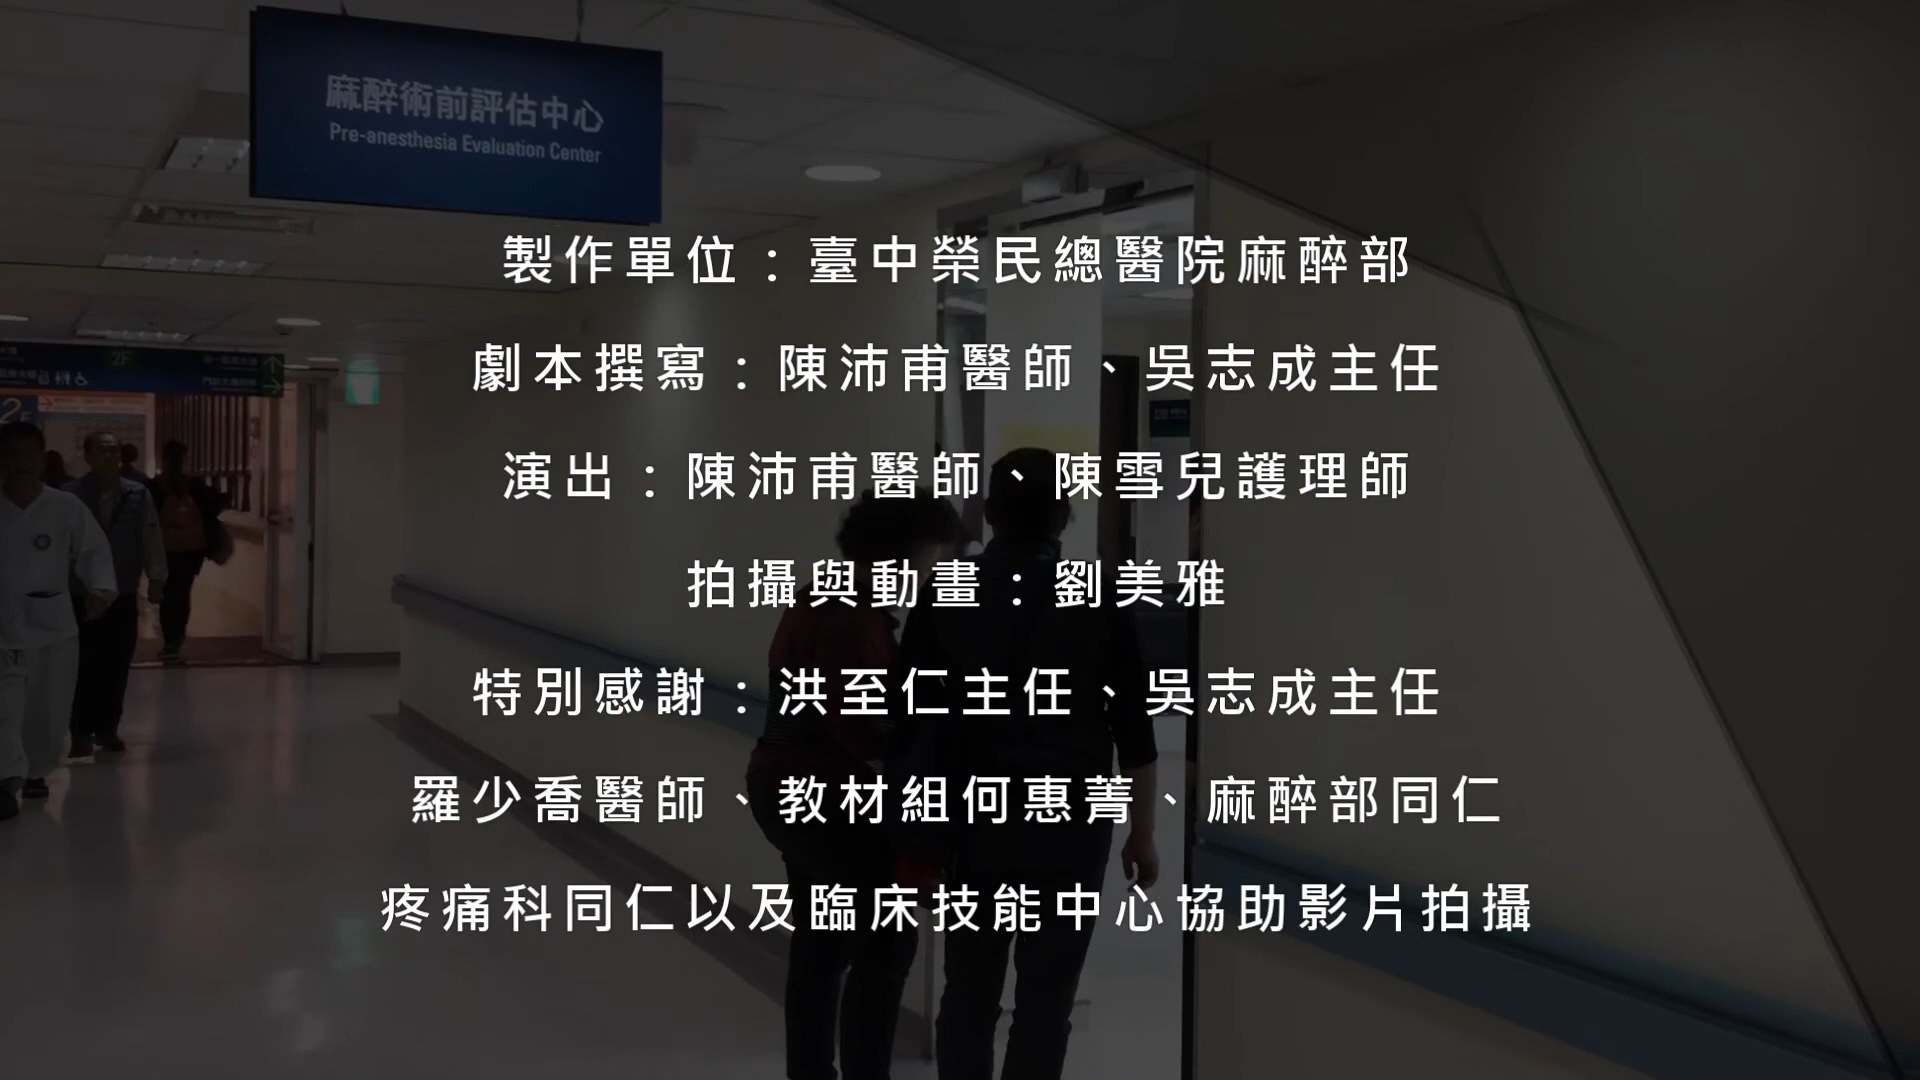 麻醉術前評估中心
Pre-anesthesia Evaluation Center
製作單位：臺中榮民總醫院麻醉部
劇本撰寫：陳沛甫醫師、吳志成主任
演出：陳沛甫醫師、陳雪兒護理師
拍攝與動畫：劉美雅
特別感謝：洪至仁主任、吳志成主任
羅少喬醫師、教材組何惠菁、麻醉部同仁
疼痛科同仁以及臨床技能中心協助影片拍攝
2F
2F